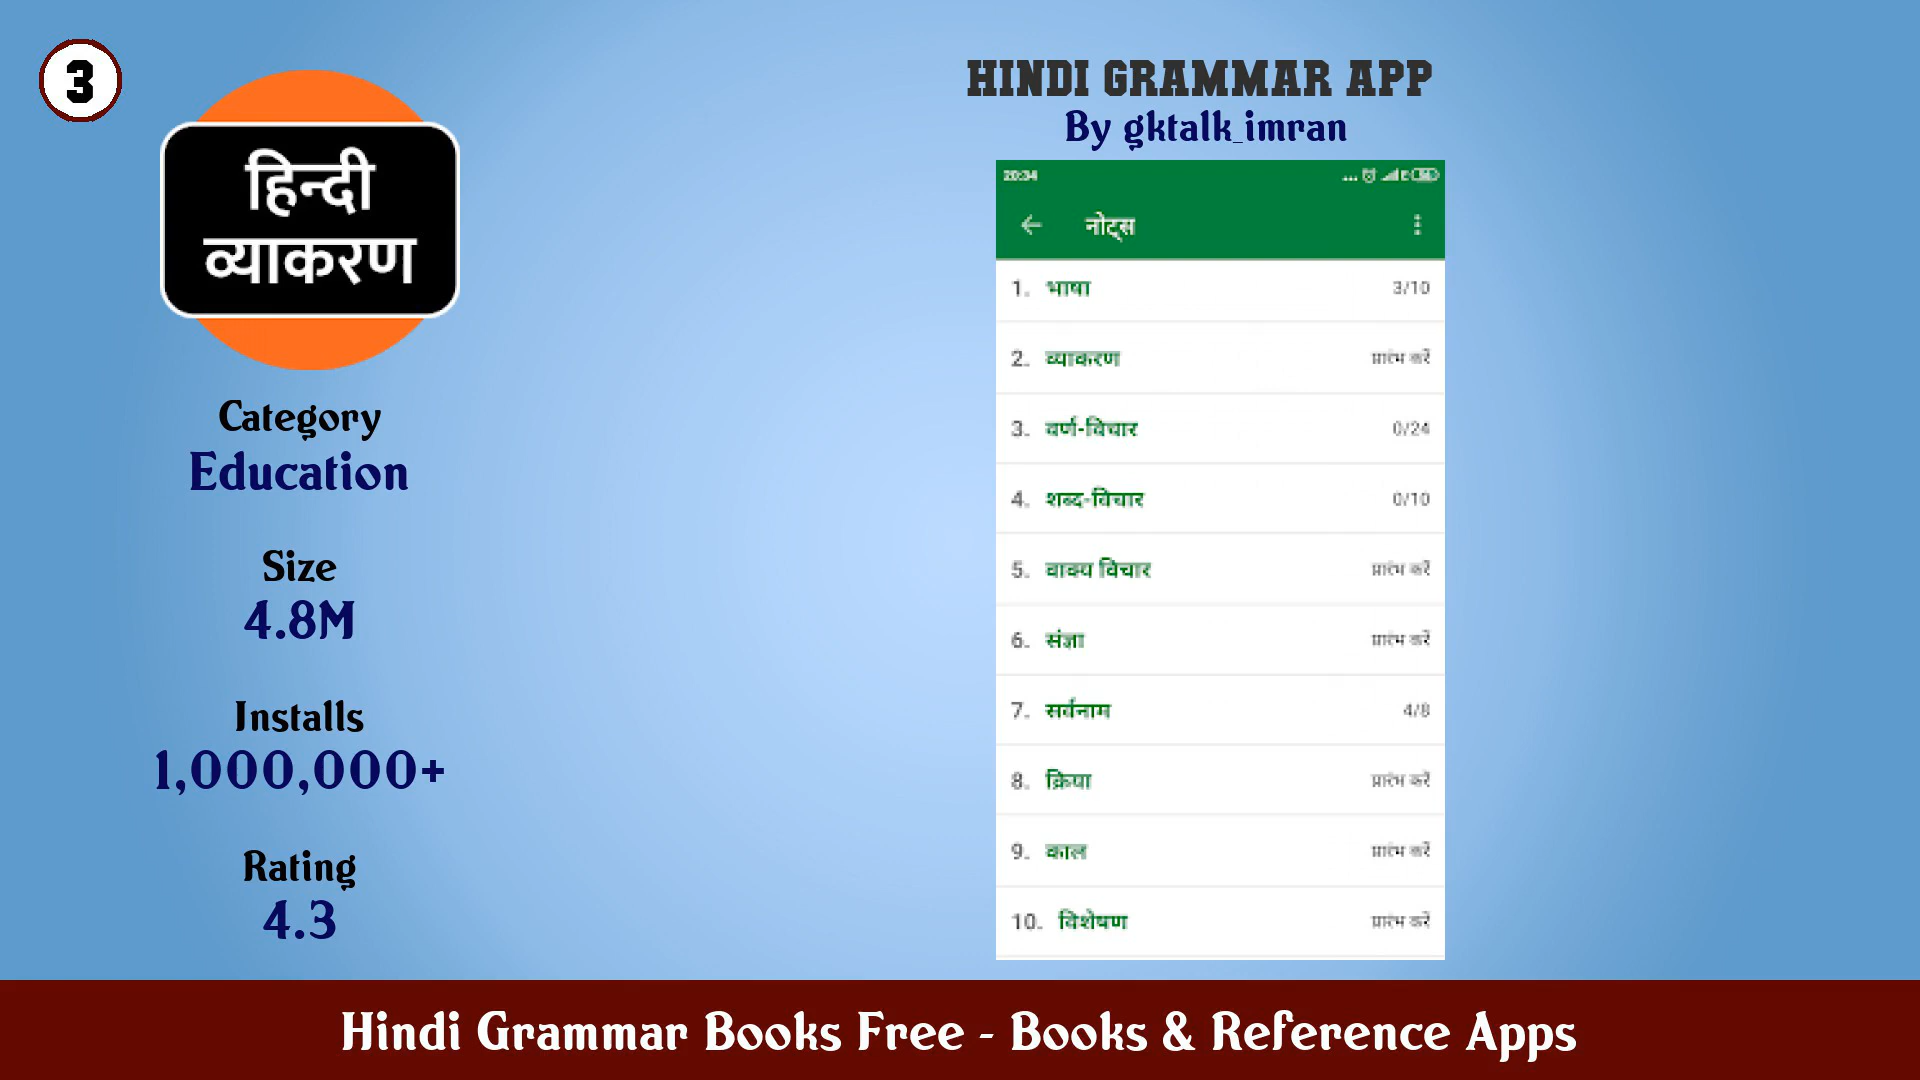 3
हिन्दी
व्याकरण
Category
Education
Size
4.8M
Installs
1,000,000+
Rating
4.3
HINDI GRAMMAR APP
By gktalk_imran
20:34
नोट्स
1. भाषा 3/10
2. व्याकरण प्रारंभ करें
3. वर्ण-विचार 0/24
4. शब्द-विचार 0/10
5. वाक्य विचार प्रारंभ करें
6. संज्ञा प्रारंभ करें
7. सर्वनाम 4/8
8. क्रिया प्रारंभ करें
9. काल प्रारंभ करें
10. विशेषण प्रारंभ करें
Hindi Grammar Books Free - Books & Reference Apps